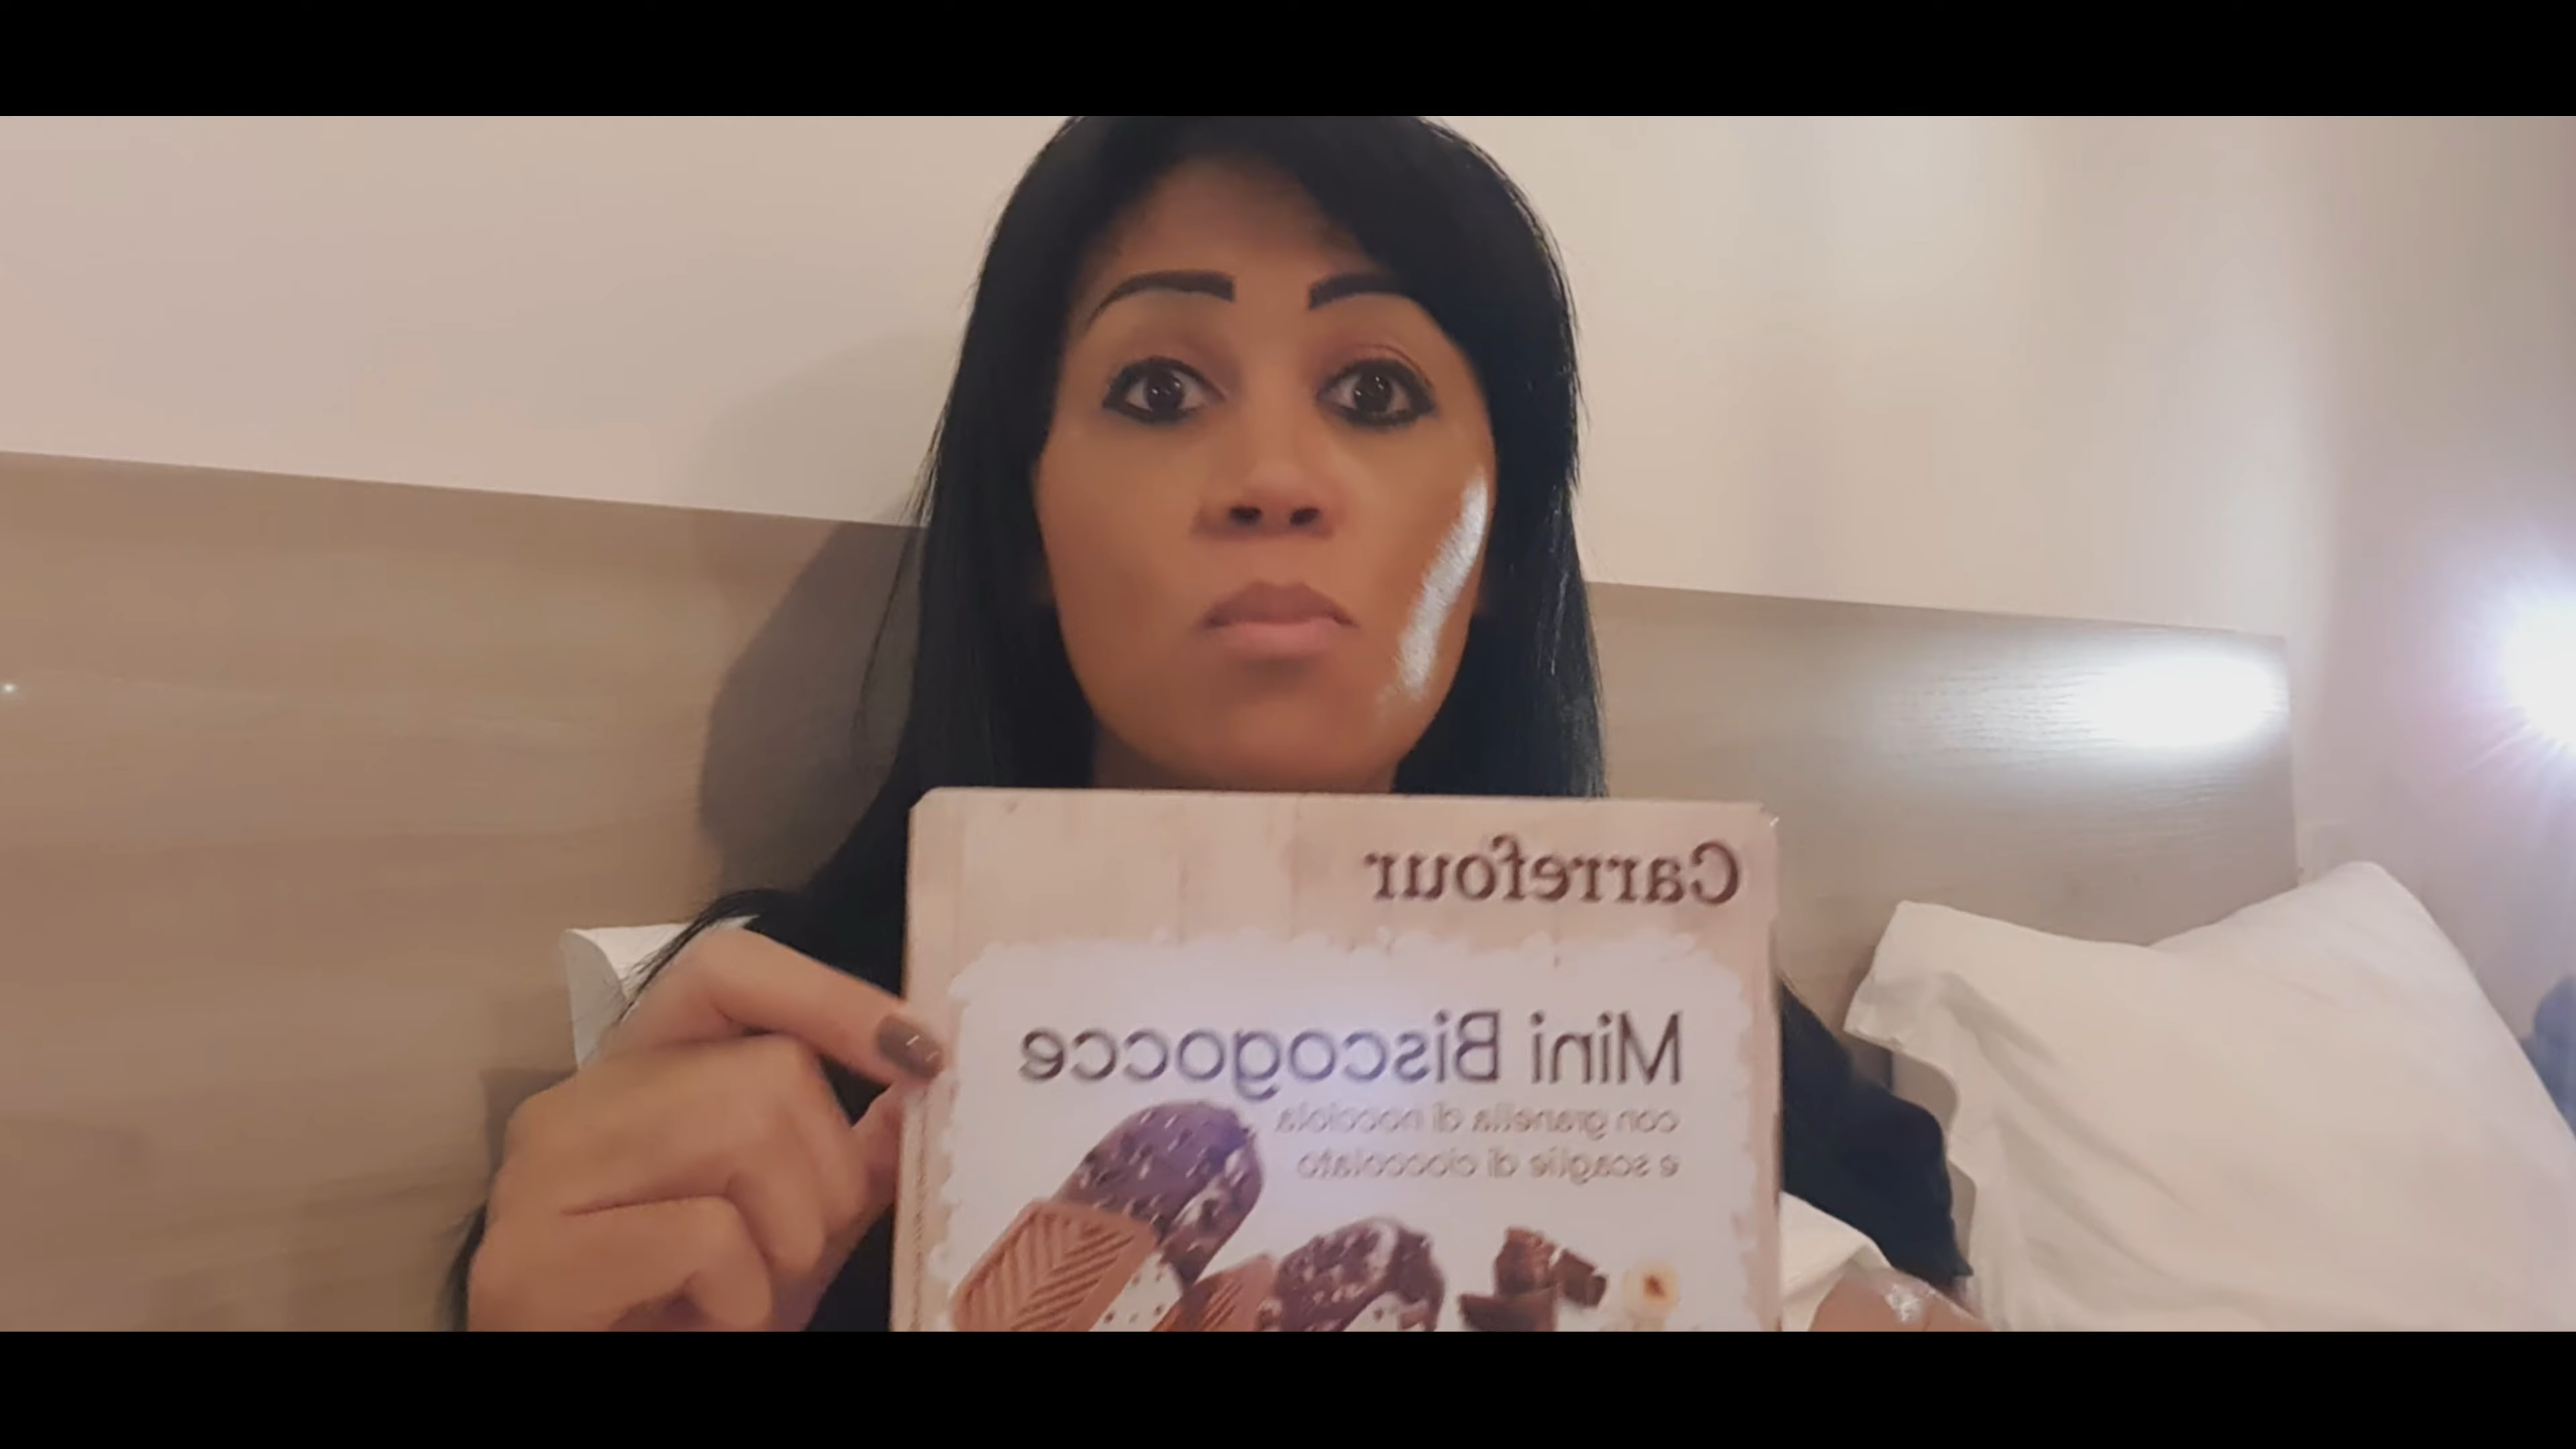 Carrefour
Mini Biscogocce
con granella di nocciola
e scaglie di cioccolato